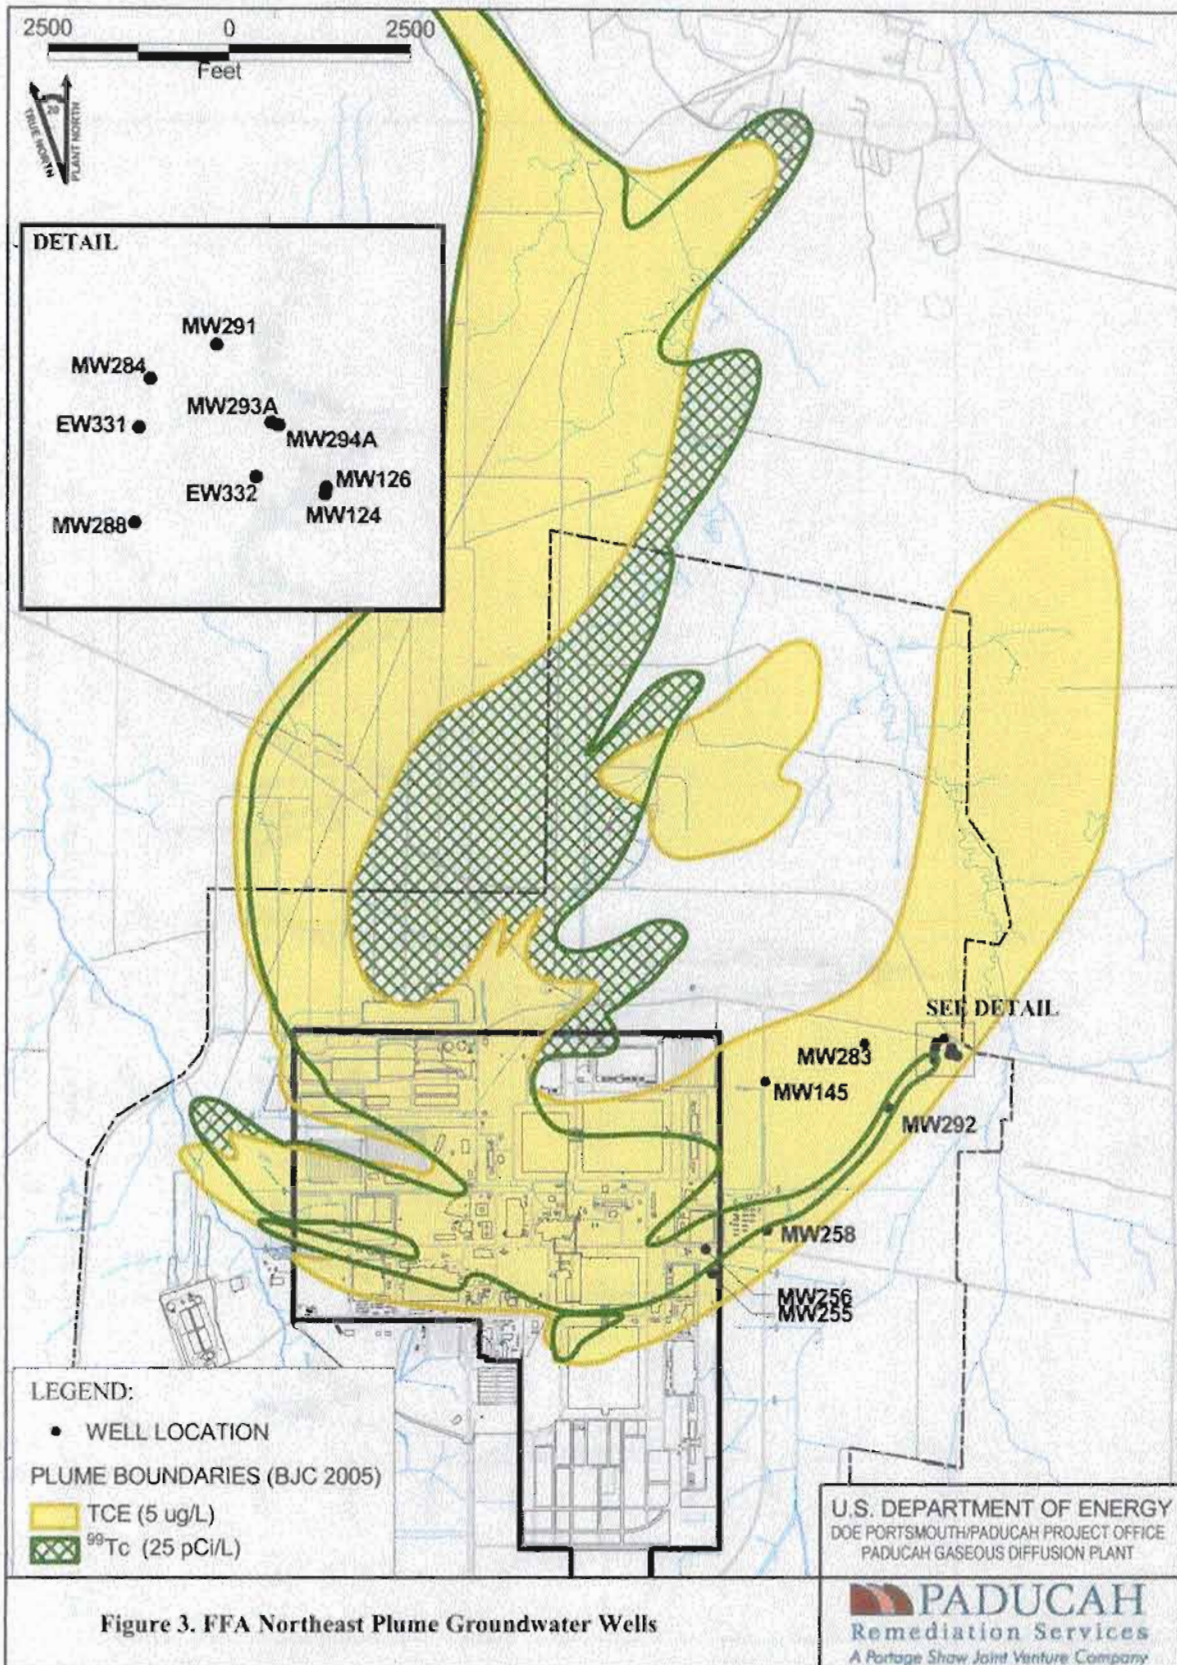 2500 0 2500
Feet
20
TRUE NORTH
PLANT NORTH
DETAIL
MW291
MW284
MW293A
EW331
MW294A
MW126
EW332
MW124
MW288
SEE DETAIL
MW283
MW145
MW292
MW258
MW256
MW255
LEGEND:
• WELL LOCATION
PLUME BOUNDARIES (BJC 2005)
TCE (5 ug/L)
⁹⁹Tc (25 pCi/L)
U.S. DEPARTMENT OF ENERGY
DOE PORTSMOUTH/PADUCAH PROJECT OFFICE
PADUCAH GASEOUS DIFFUSION PLANT
Figure 3. FFA Northeast Plume Groundwater Wells
PADUCAH
Remediation Services
A Portage Shaw Joint Venture Company